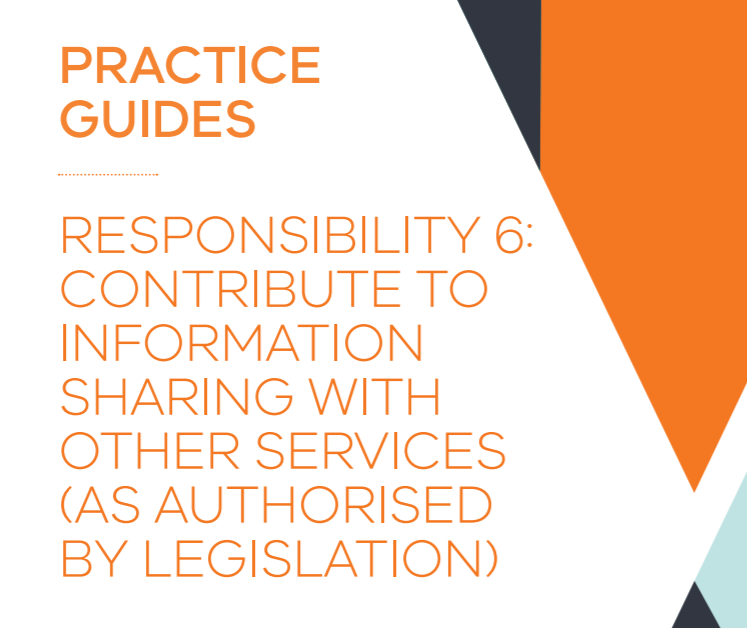 PRACTICE
GUIDES
RESPONSIBILITY 6:
CONTRIBUTE TO
INFORMATION
SHARING WITH
OTHER SERVICES
(AS AUTHORISED
BY LEGISLATION)